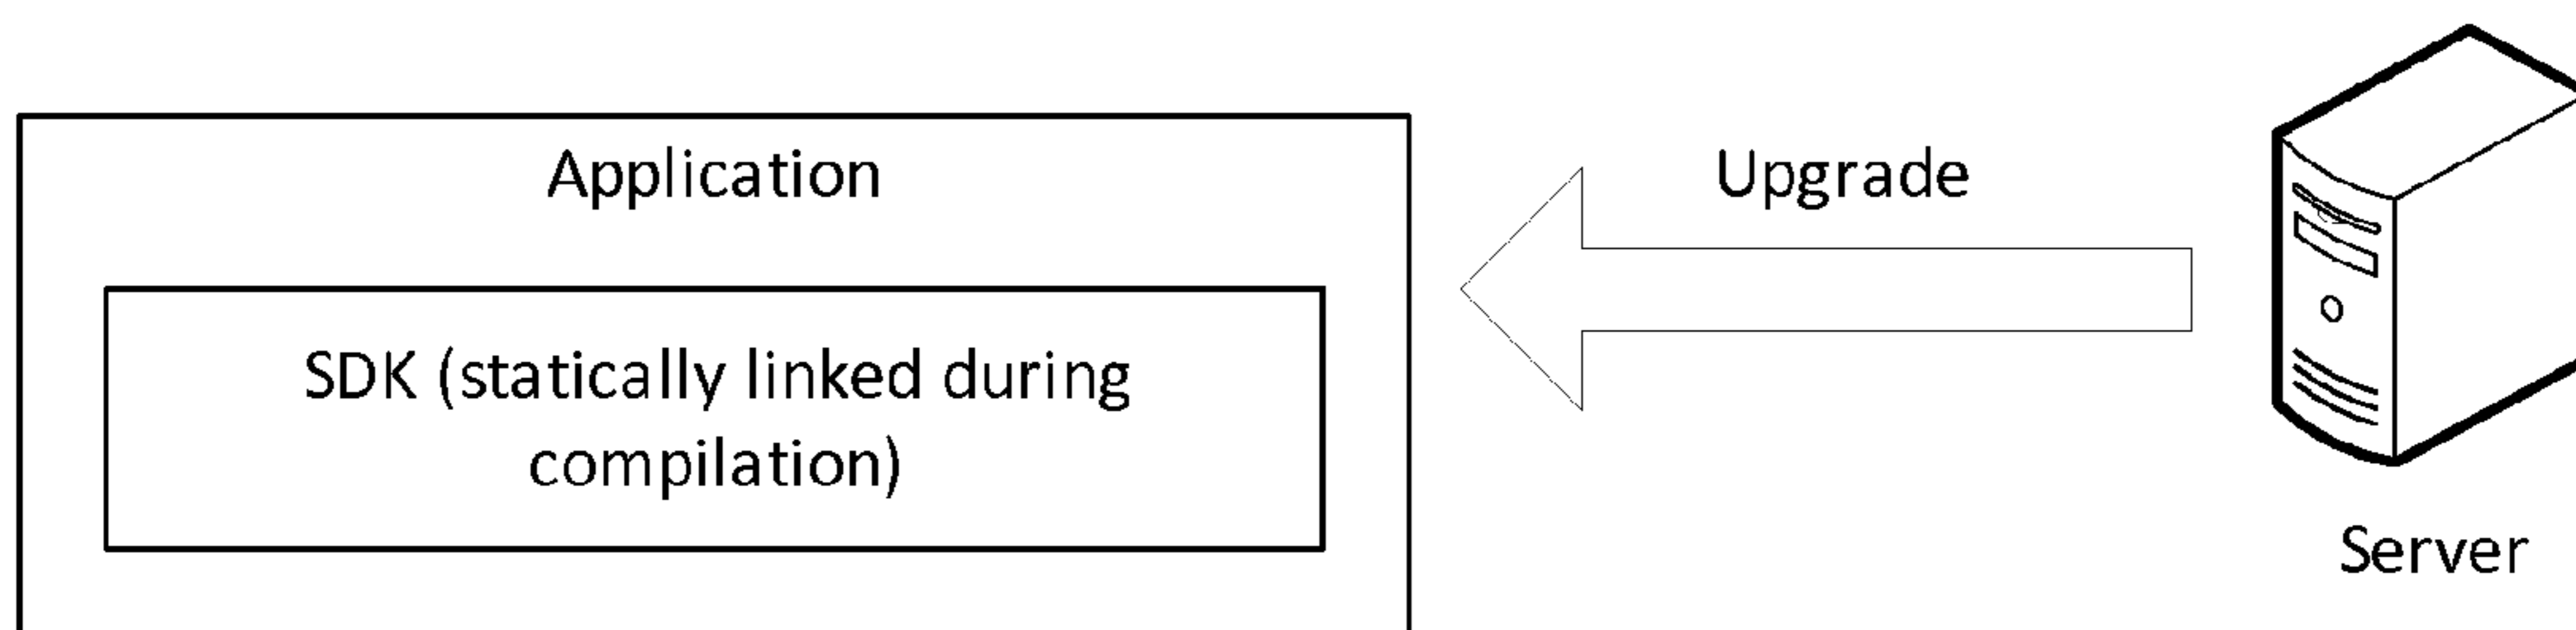 Application
Upgrade
SDK (statically linked during
compilation)
Server